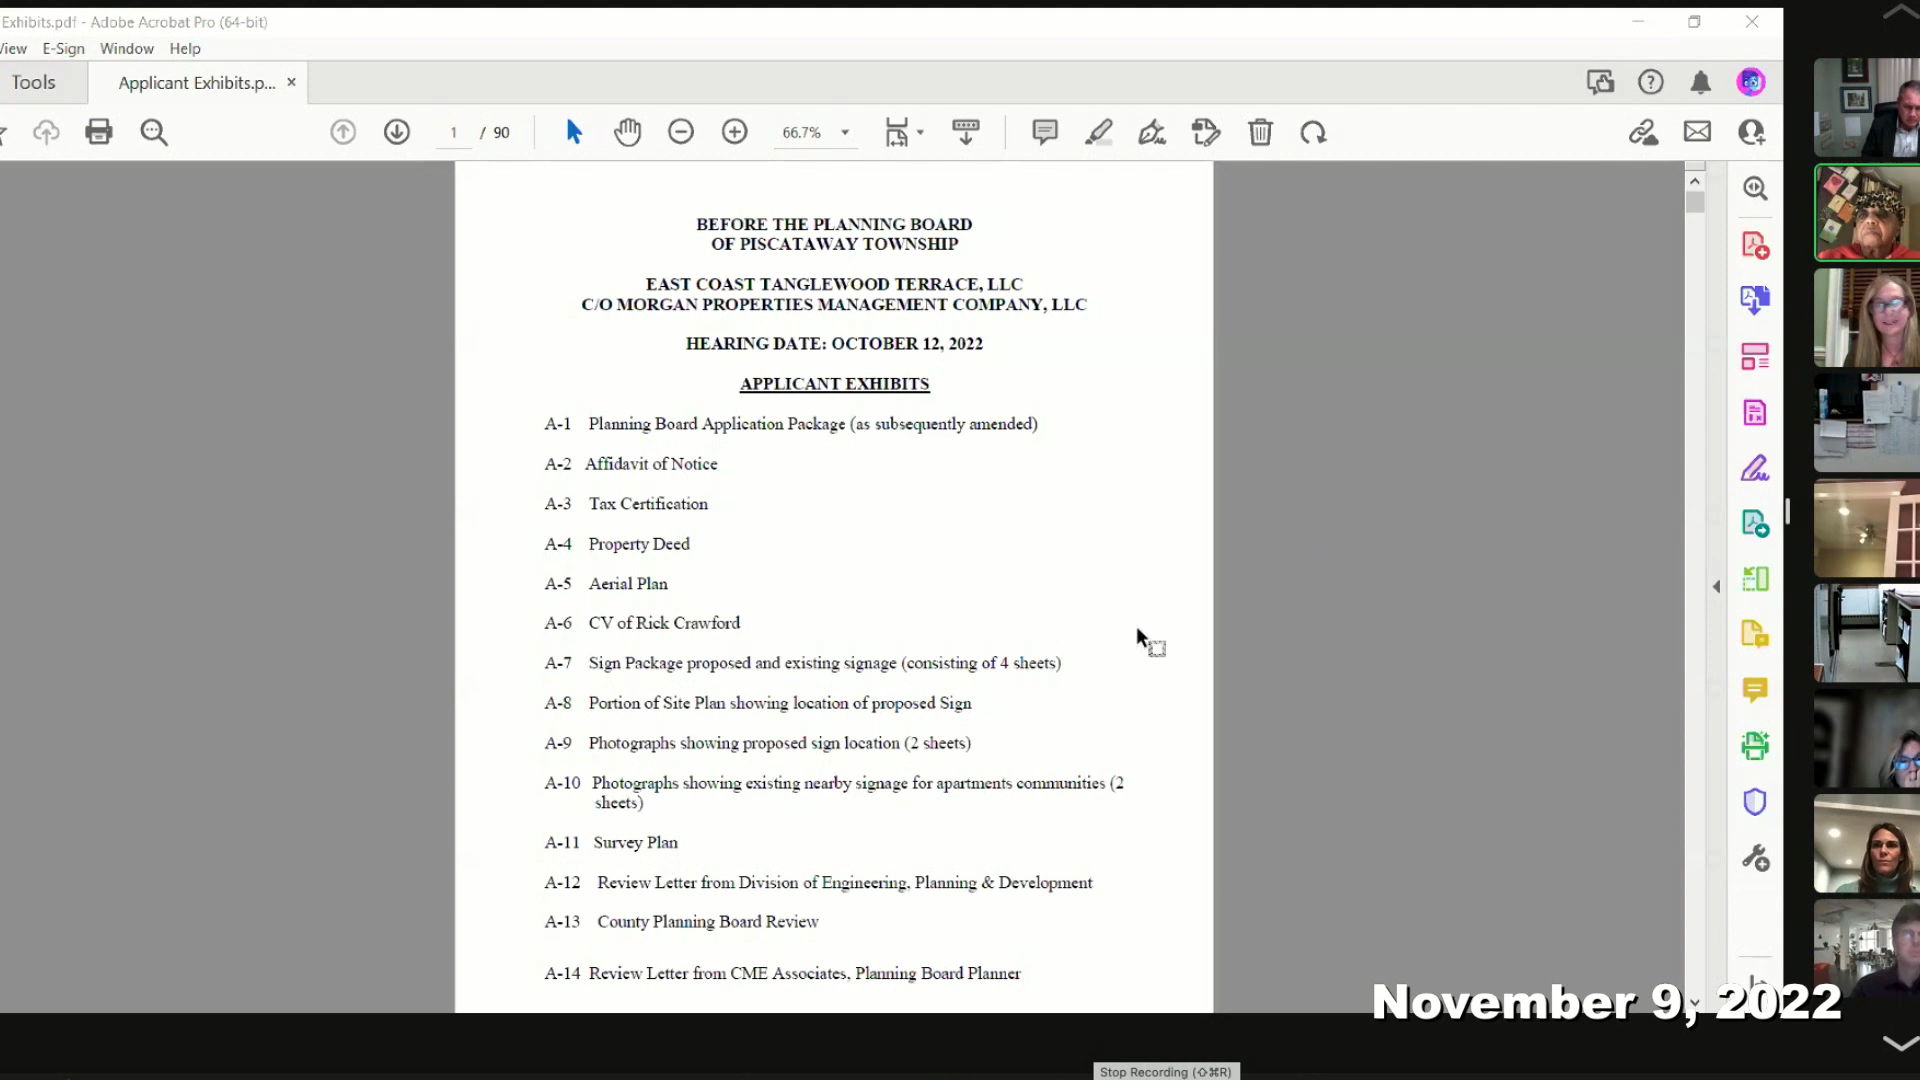 Exhibits.pdf - Adobe Acrobat Pro (64-bit)
View E-Sign Window Help
Tools Applicant Exhibits.p... ×
1 / 90 66.7%
BEFORE THE PLANNING BOARD
OF PISCATAWAY TOWNSHIP
EAST COAST TANGLEWOOD TERRACE, LLC
C/O MORGAN PROPERTIES MANAGEMENT COMPANY, LLC
HEARING DATE: OCTOBER 12, 2022
APPLICANT EXHIBITS
A-1 Planning Board Application Package (as subsequently amended)
A-2 Affidavit of Notice
A-3 Tax Certification
A-4 Property Deed
A-5 Aerial Plan
A-6 CV of Rick Crawford
A-7 Sign Package proposed and existing signage (consisting of 4 sheets)
A-8 Portion of Site Plan showing location of proposed Sign
A-9 Photographs showing proposed sign location (2 sheets)
A-10 Photographs showing existing nearby signage for apartments communities (2
sheets)
A-11 Survey Plan
A-12 Review Letter from Division of Engineering, Planning & Development
A-13 County Planning Board Review
A-14 Review Letter from CME Associates, Planning Board Planner
November 9, 2022
Stop Recording (⇧⌘R)